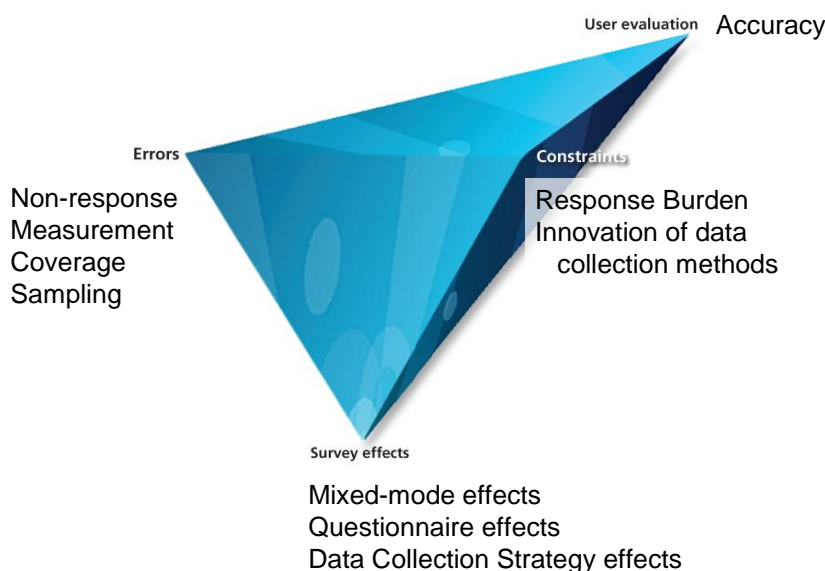 User evaluation
Accuracy
Errors
Constraints
Non-response
Measurement
Coverage
Sampling
Response Burden
Innovation of data
collection methods
Survey effects
Mixed-mode effects
Questionnaire effects
Data Collection Strategy effects